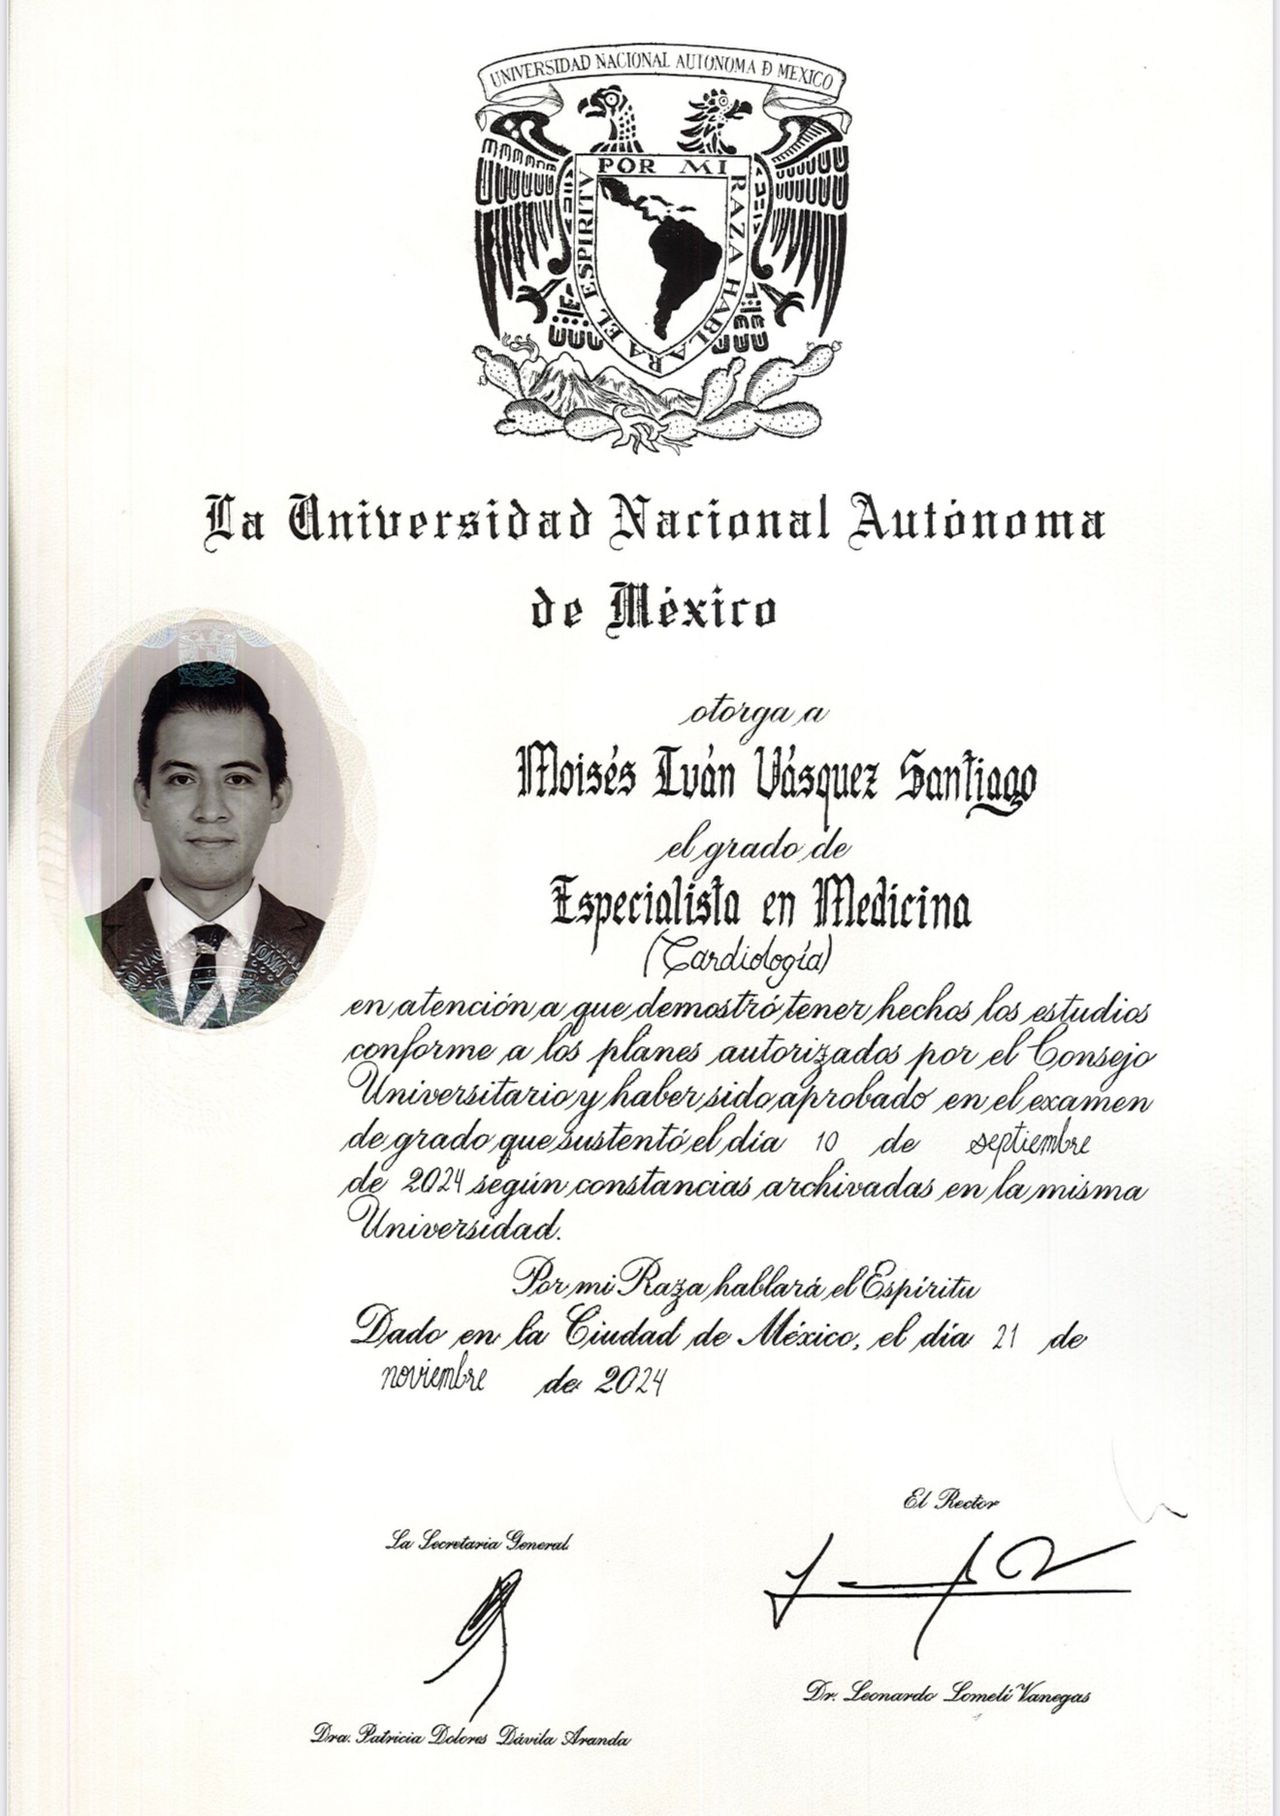 UNIVERSIDAD NACIONAL AUTONOMA Đ MEXICO
POR MI RAZA HABLARA EL ESPIRITV
La Universidad Nacional Autónoma
de México
otorga a
Moisés Iván Vásquez Santiago
el grado de
Especialista en Medicina
(Cardiología)
en atención a que demostró tener hechos los estudios
conforme a los planes autorizados por el Consejo
Universitario y haber sido aprobado en el examen
de grado que sustentó el día 10 de septiembre
de 2024 según constancias archivadas en la misma
Universidad.
Por mi Raza hablará el Espíritu
Dado en la Ciudad de México, el día 21 de
noviembre de 2024
El Rector
La Secretaria General
Dr. Leonardo Lomelí Vanegas
Dra. Patricia Dolores Dávila Aranda